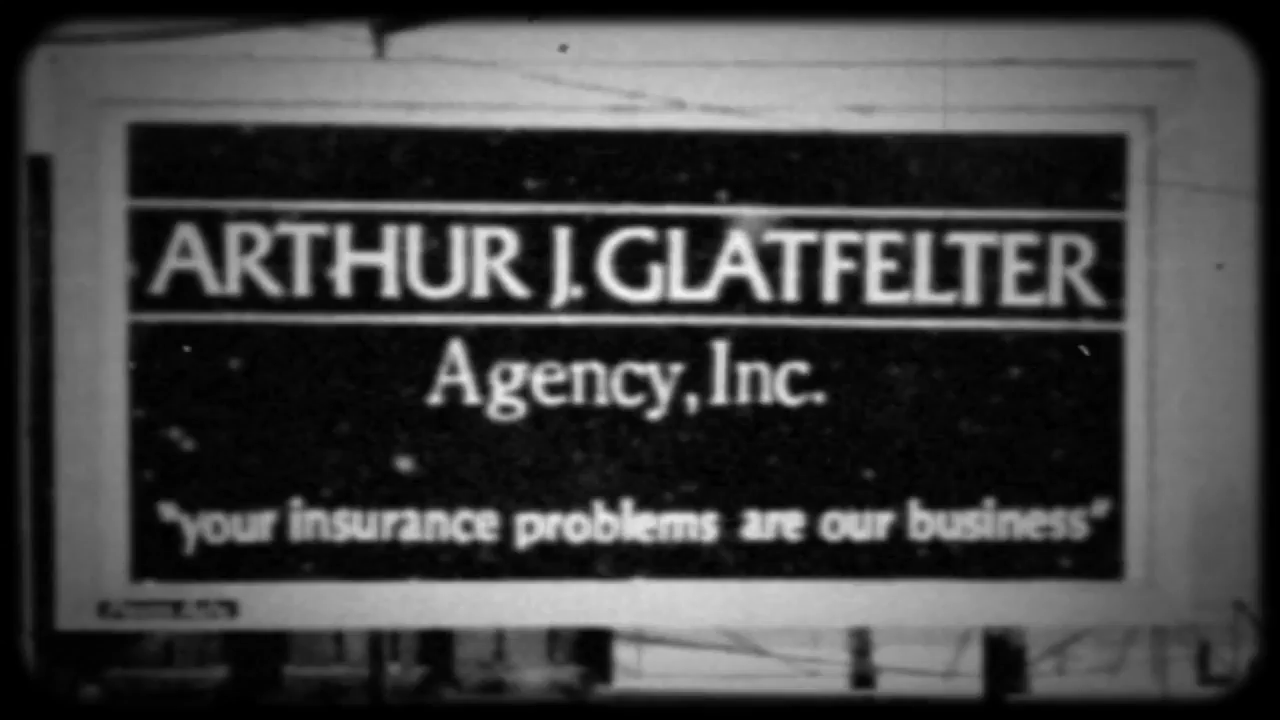 ARTHUR J. GLATFELTER
Agency, Inc.
"your insurance problems are our business"